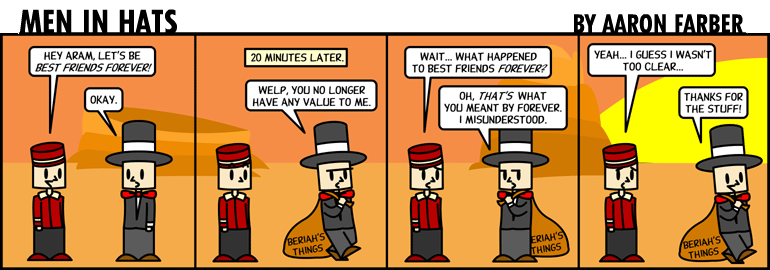 MEN IN HATS
BY AARON FARBER
HEY ARAM, LET'S BE
BEST FRIENDS FOREVER!
OKAY.
20 MINUTES LATER.
WELP, YOU NO LONGER
HAVE ANY VALUE TO ME.
BERIAH'S
THINGS
WAIT... WHAT HAPPENED
TO BEST FRIENDS FOREVER?
OH, THAT'S WHAT
YOU MEANT BY FOREVER.
I MISUNDERSTOOD.
ERIAH'S
THINGS
YEAH... I GUESS I WASN'T
TOO CLEAR...
THANKS FOR
THE STUFF!
BERIAH'S
THINGS